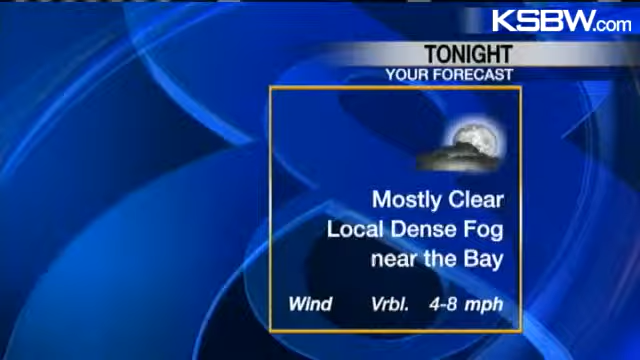 KSBW.com
TONIGHT
YOUR FORECAST
Mostly Clear
Local Dense Fog
near the Bay
Wind Vrbl. 4-8 mph